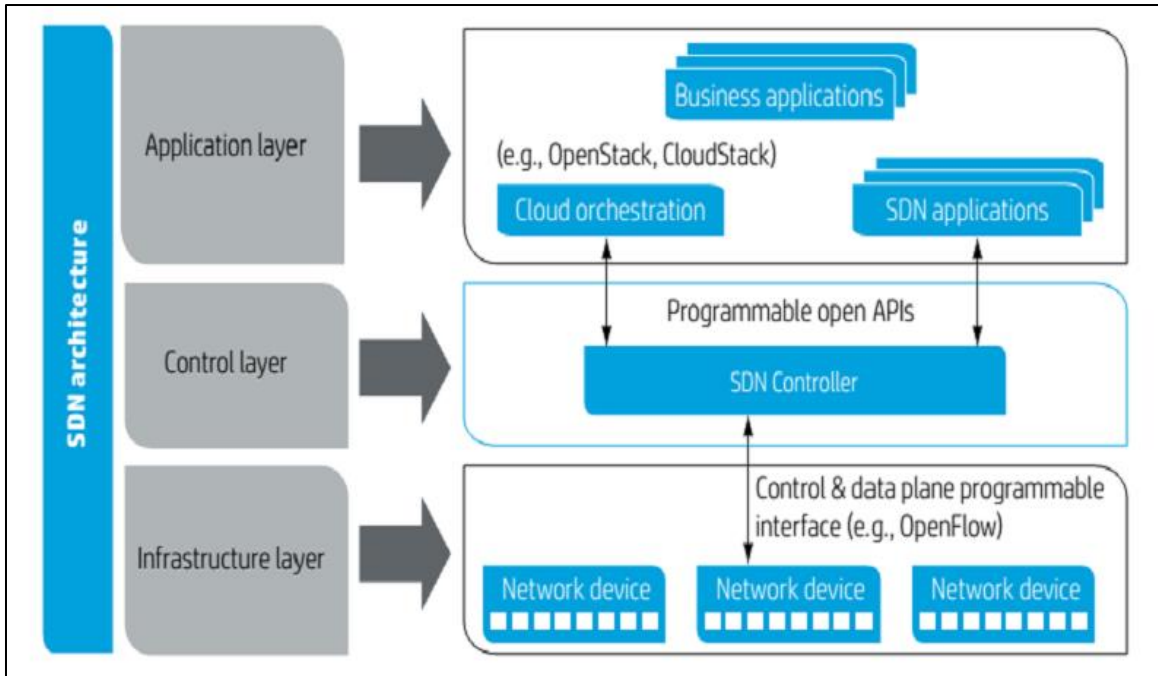 SDN architecture
Application layer
Business applications
(e.g., OpenStack, CloudStack)
Cloud orchestration
SDN applications
Control layer
Programmable open APIs
SDN Controller
Infrastructure layer
Control & data plane programmable
interface (e.g., OpenFlow)
Network device
Network device
Network device